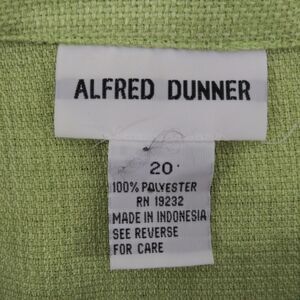 ALFRED DUNNER
20
100% POLYESTER
RN 19232
MADE IN INDONESIA
SEE REVERSE
FOR CARE